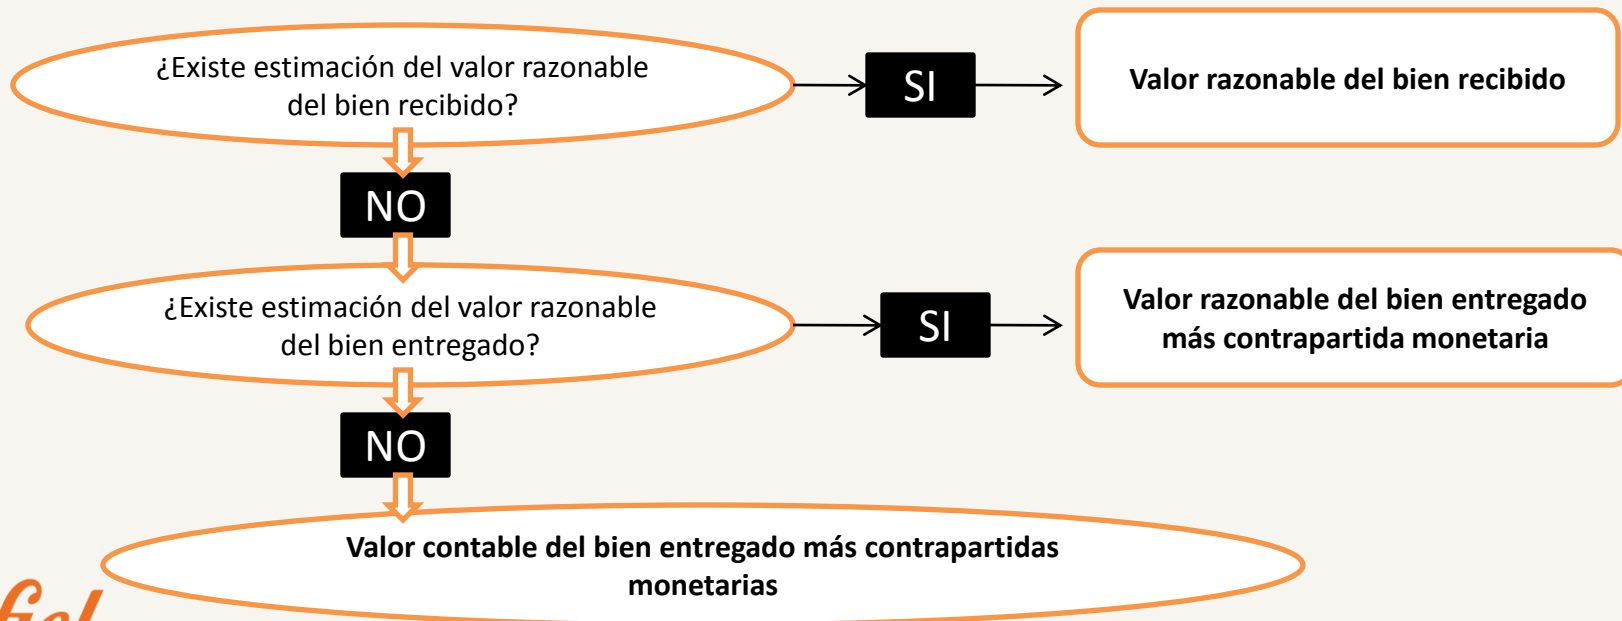 ¿Existe estimación del valor razonable
del bien recibido?
SI
Valor razonable del bien recibido
NO
¿Existe estimación del valor razonable
del bien entregado?
SI
Valor razonable del bien entregado
más contrapartida monetaria
NO
Valor contable del bien entregado más contrapartidas
monetarias